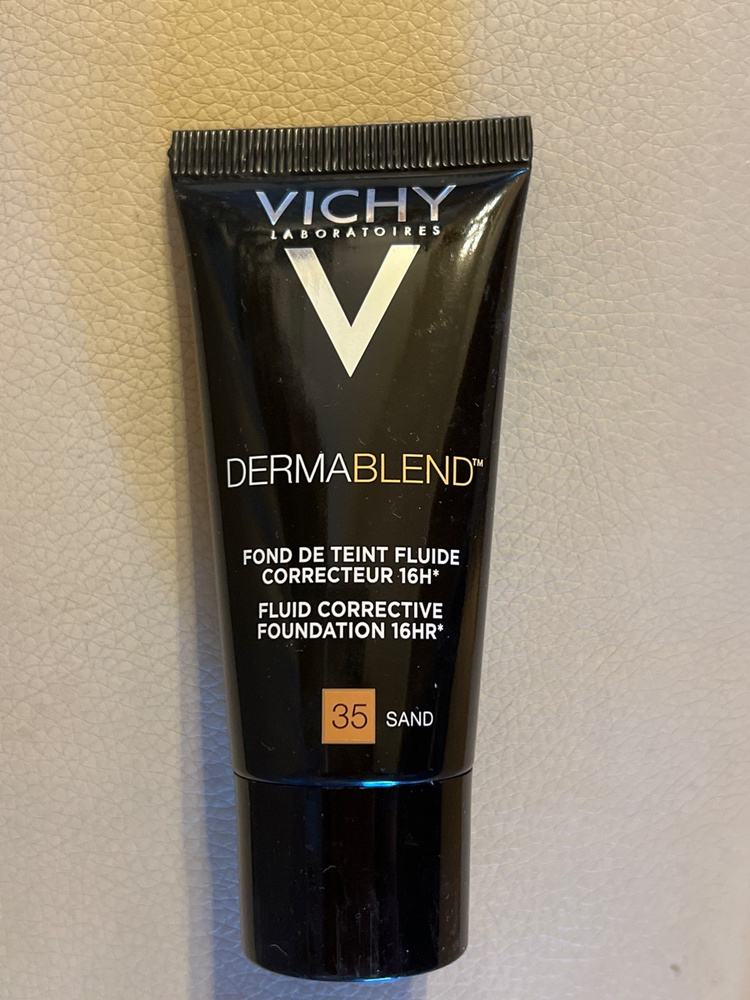 VICHY
LABORATOIRES
V
DERMABLEND™
FOND DE TEINT FLUIDE
CORRECTEUR 16H*
FLUID CORRECTIVE
FOUNDATION 16HR*
35 SAND